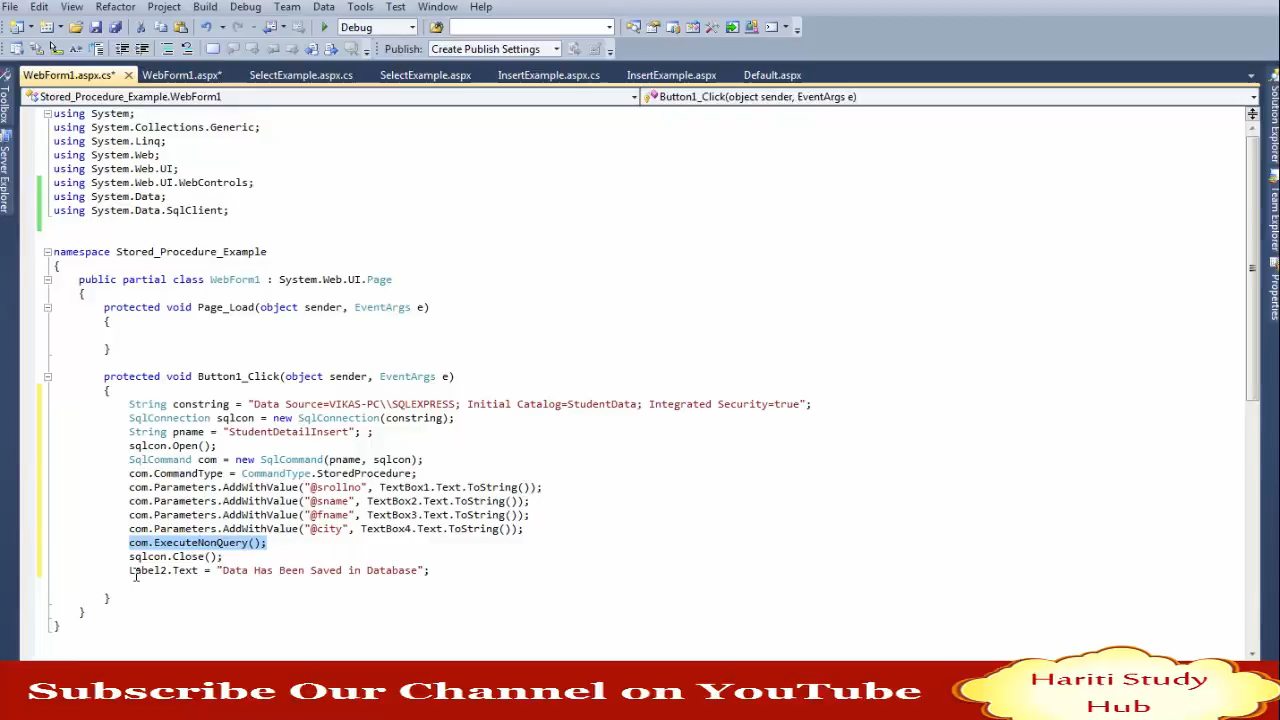 File Edit View Refactor Project Build Debug Team Data Tools Test Window Help
Debug
Publish: Create Publish Settings
WebForm1.aspx.cs* WebForm1.aspx* SelectExample.aspx.cs SelectExample.aspx InsertExample.aspx.cs InsertExample.aspx Default.aspx
Stored_Procedure_Example.WebForm1 Button1_Click(object sender, EventArgs e)
using System;
using System.Collections.Generic;
using System.Linq;
using System.Web;
using System.Web.UI;
using System.Web.UI.WebControls;
using System.Data;
using System.Data.SqlClient;
namespace Stored_Procedure_Example
{
public partial class WebForm1 : System.Web.UI.Page
{
protected void Page_Load(object sender, EventArgs e)
{
}
protected void Button1_Click(object sender, EventArgs e)
{
String constring = "Data Source=VIKAS-PC\\SQLEXPRESS; Initial Catalog=StudentData; Integrated Security=true";
SqlConnection sqlcon = new SqlConnection(constring);
String pname = "StudentDetailInsert"; ;
sqlcon.Open();
SqlCommand com = new SqlCommand(pname, sqlcon);
com.CommandType = CommandType.StoredProcedure;
com.Parameters.AddWithValue("@srollno", TextBox1.Text.ToString());
com.Parameters.AddWithValue("@sname", TextBox2.Text.ToString());
com.Parameters.AddWithValue("@fname", TextBox3.Text.ToString());
com.Parameters.AddWithValue("@city", TextBox4.Text.ToString());
com.ExecuteNonQuery();
sqlcon.Close();
Label2.Text = "Data Has Been Saved in Database";
}
}
}
Toolbox
Server Explorer
Solution Explorer
Team Explorer
Properties
Subscribe Our Channel on YouTube
Hariti Study
Hub